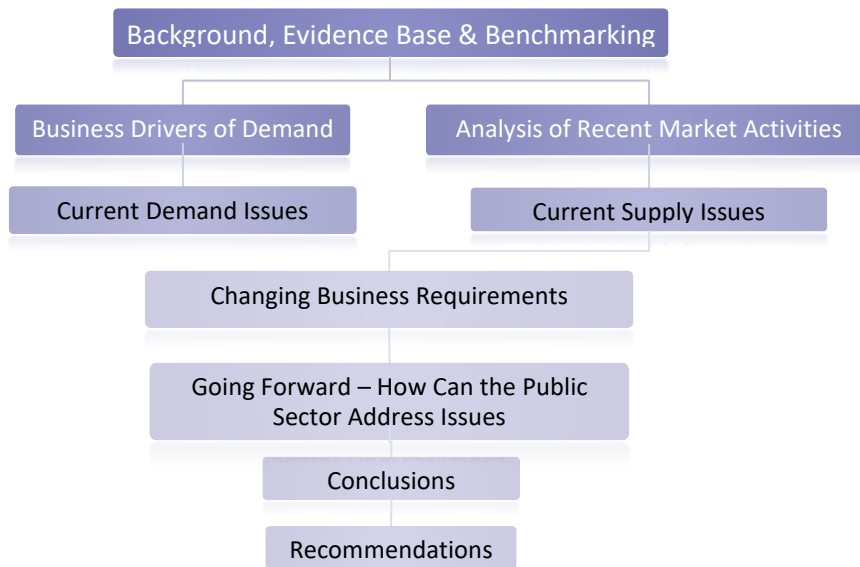 Background, Evidence Base & Benchmarking
Business Drivers of Demand
Analysis of Recent Market Activities
Current Demand Issues
Current Supply Issues
Changing Business Requirements
Going Forward – How Can the Public
Sector Address Issues
Conclusions
Recommendations